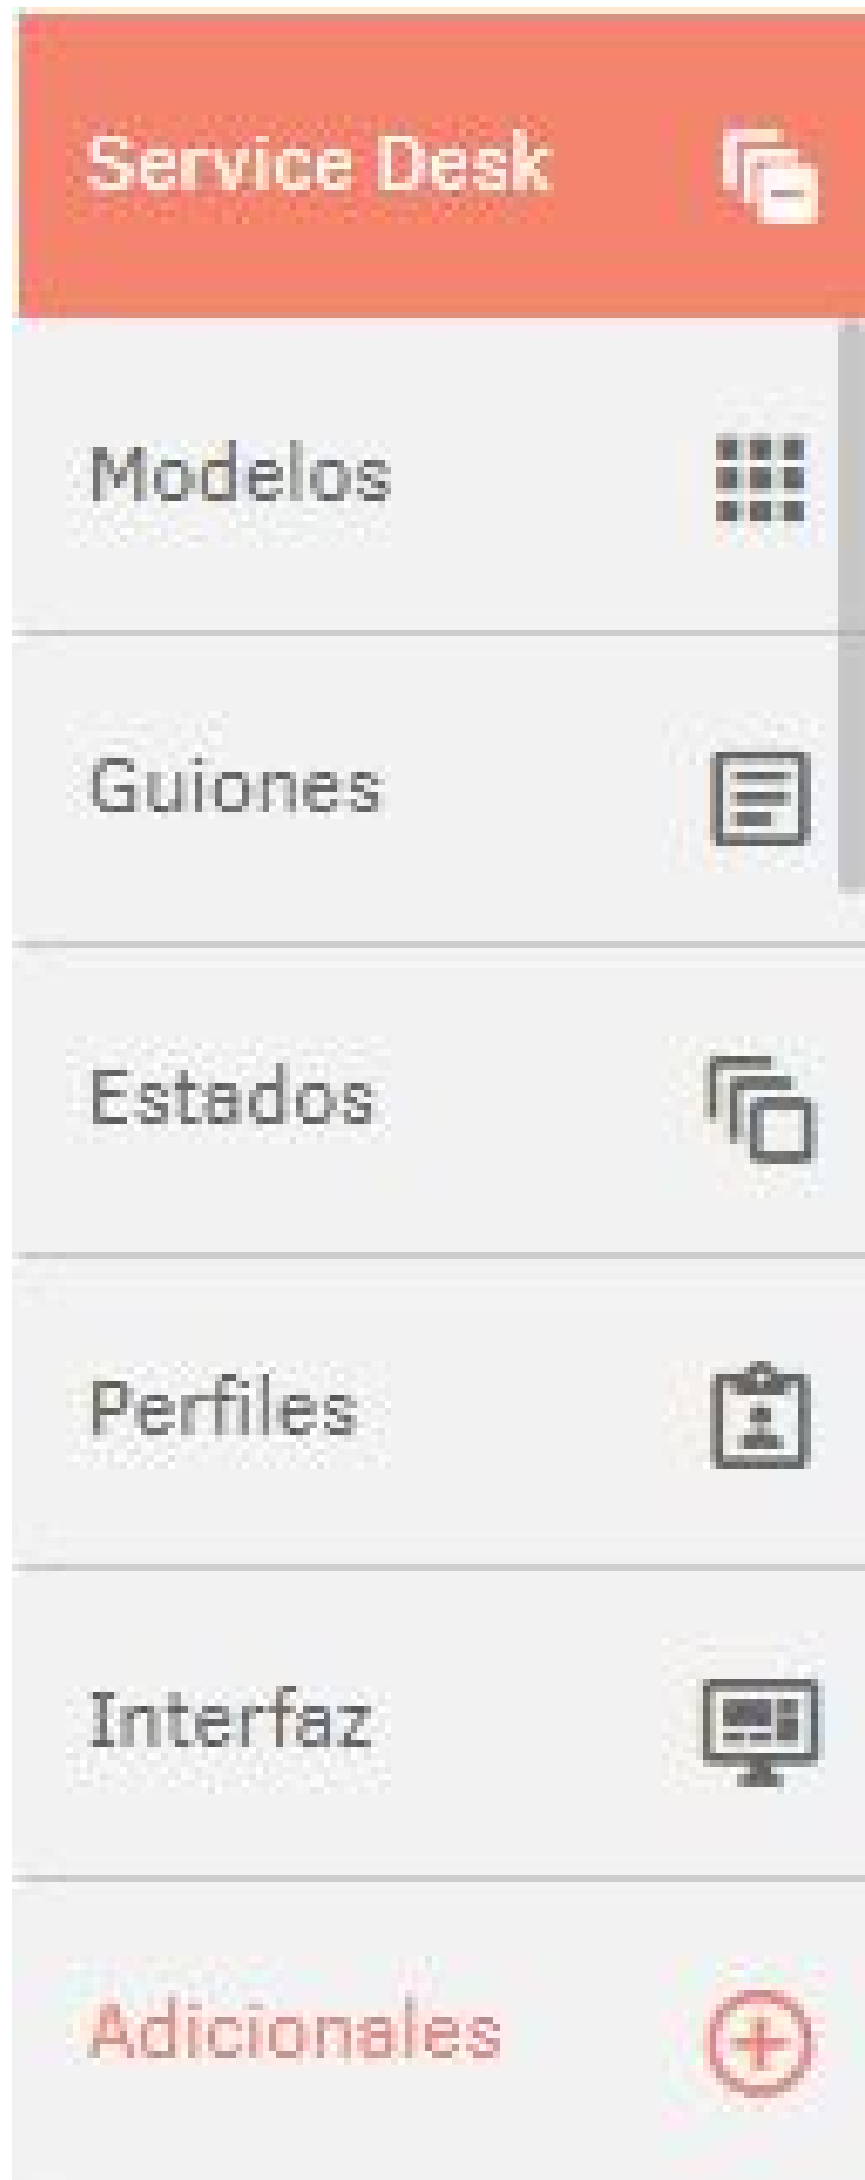 Service Desk
Modelos
Guiones
Estados
Perfiles
Interfaz
Adicionales